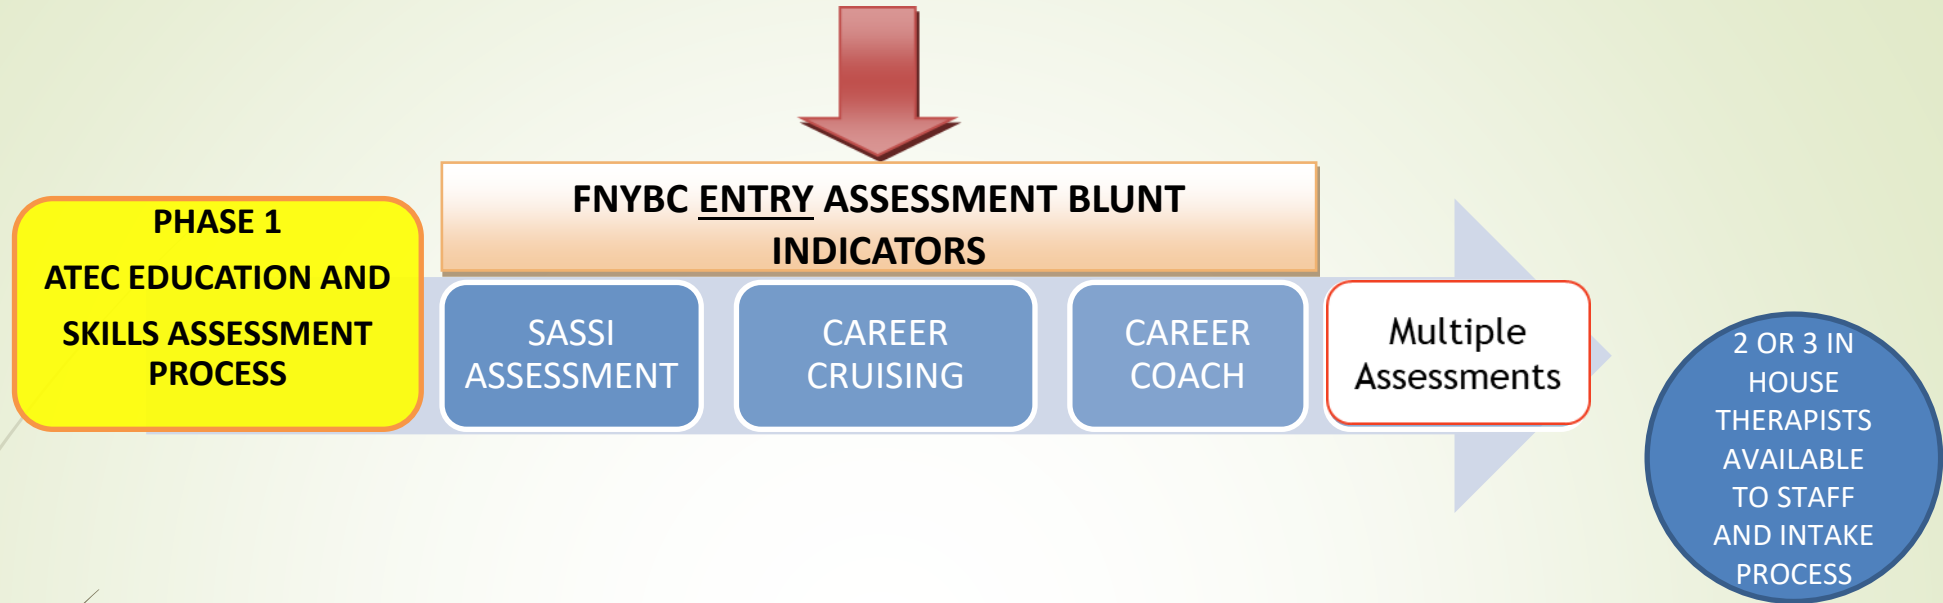 FNYBC ENTRY ASSESSMENT BLUNT
INDICATORS
PHASE 1
ATEC EDUCATION AND
SKILLS ASSESSMENT
PROCESS
SASSI
ASSESSMENT
CAREER
CRUISING
CAREER
COACH
Multiple
Assessments
2 OR 3 IN
HOUSE
THERAPISTS
AVAILABLE
TO STAFF
AND INTAKE
PROCESS